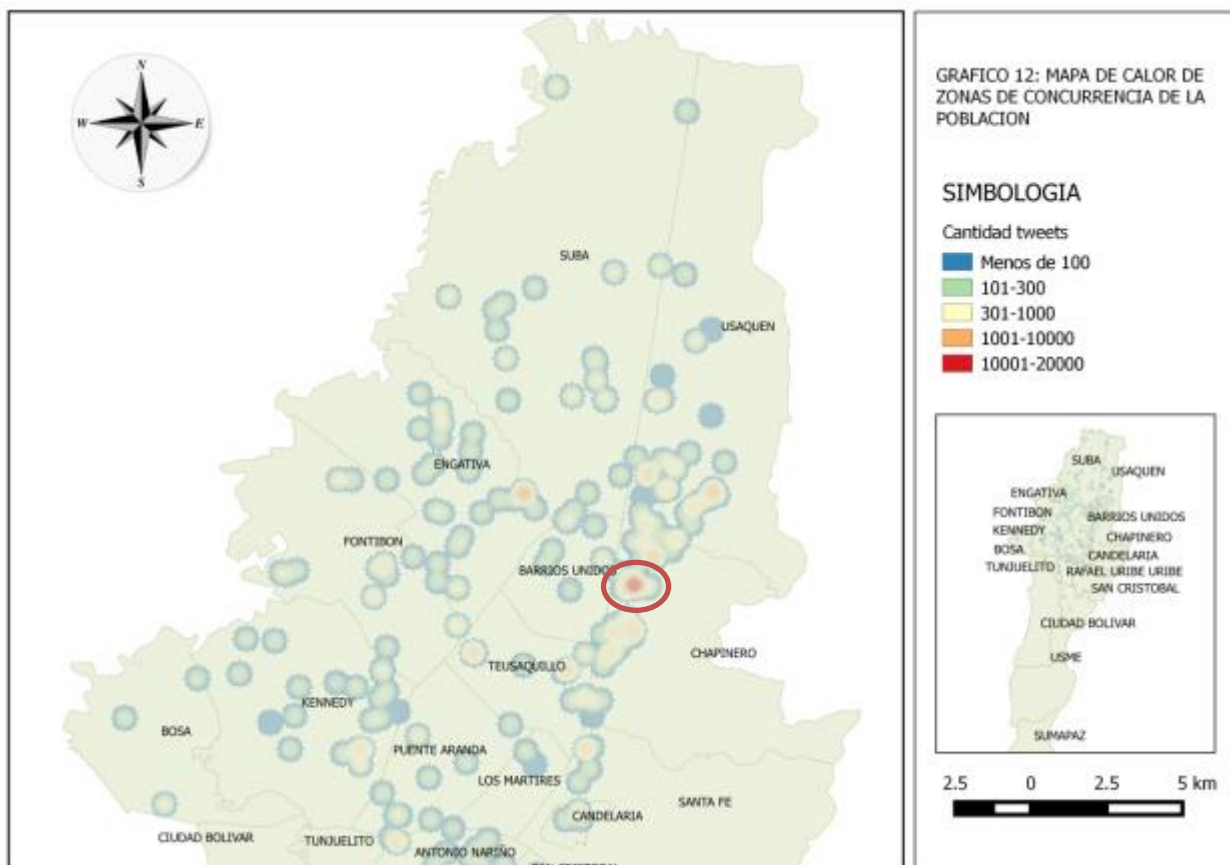 N
W E
S
SUBA
USAQUEN
ENGATIVA
FONTIBON
BARRIOS UNIDOS
CHAPINERO
TEUSAQUILLO
KENNEDY
BOSA
PUENTE ARANDA
LOS MARTIRES
SANTA FE
CANDELARIA
CIUDAD BOLIVAR
TUNJUELITO
ANTONIO NARIÑO
SAN CRISTOBAL
GRAFICO 12: MAPA DE CALOR DE
ZONAS DE CONCURRENCIA DE LA
POBLACION
SIMBOLOGIA
Cantidad tweets
Menos de 100
101-300
301-1000
1001-10000
10001-20000
SUBA
USAQUEN
ENGATIVA
FONTIBON
BARRIOS UNIDOS
KENNEDY
CHAPINERO
BOSA
CANDELARIA
TUNJUELITO
RAFAEL URIBE URIBE
SAN CRISTOBAL
CIUDAD BOLIVAR
USME
SUMAPAZ
2.5 0 2.5 5 km